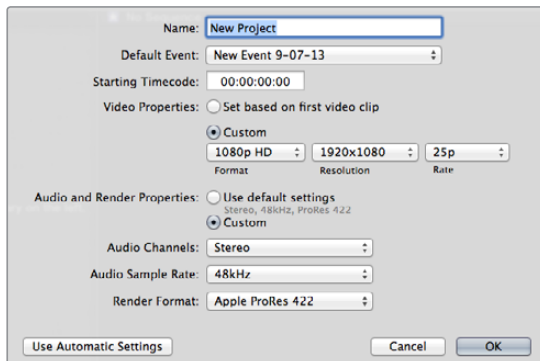 Name: New Project
Default Event: New Event 9-07-13
Starting Timecode: 00:00:00:00
Video Properties: Set based on first video clip
Custom
1080p HD 1920x1080 25p
Format Resolution Rate
Audio and Render Properties: Use default settings
Stereo, 48kHz, ProRes 422
Custom
Audio Channels: Stereo
Audio Sample Rate: 48kHz
Render Format: Apple ProRes 422
Use Automatic Settings Cancel OK